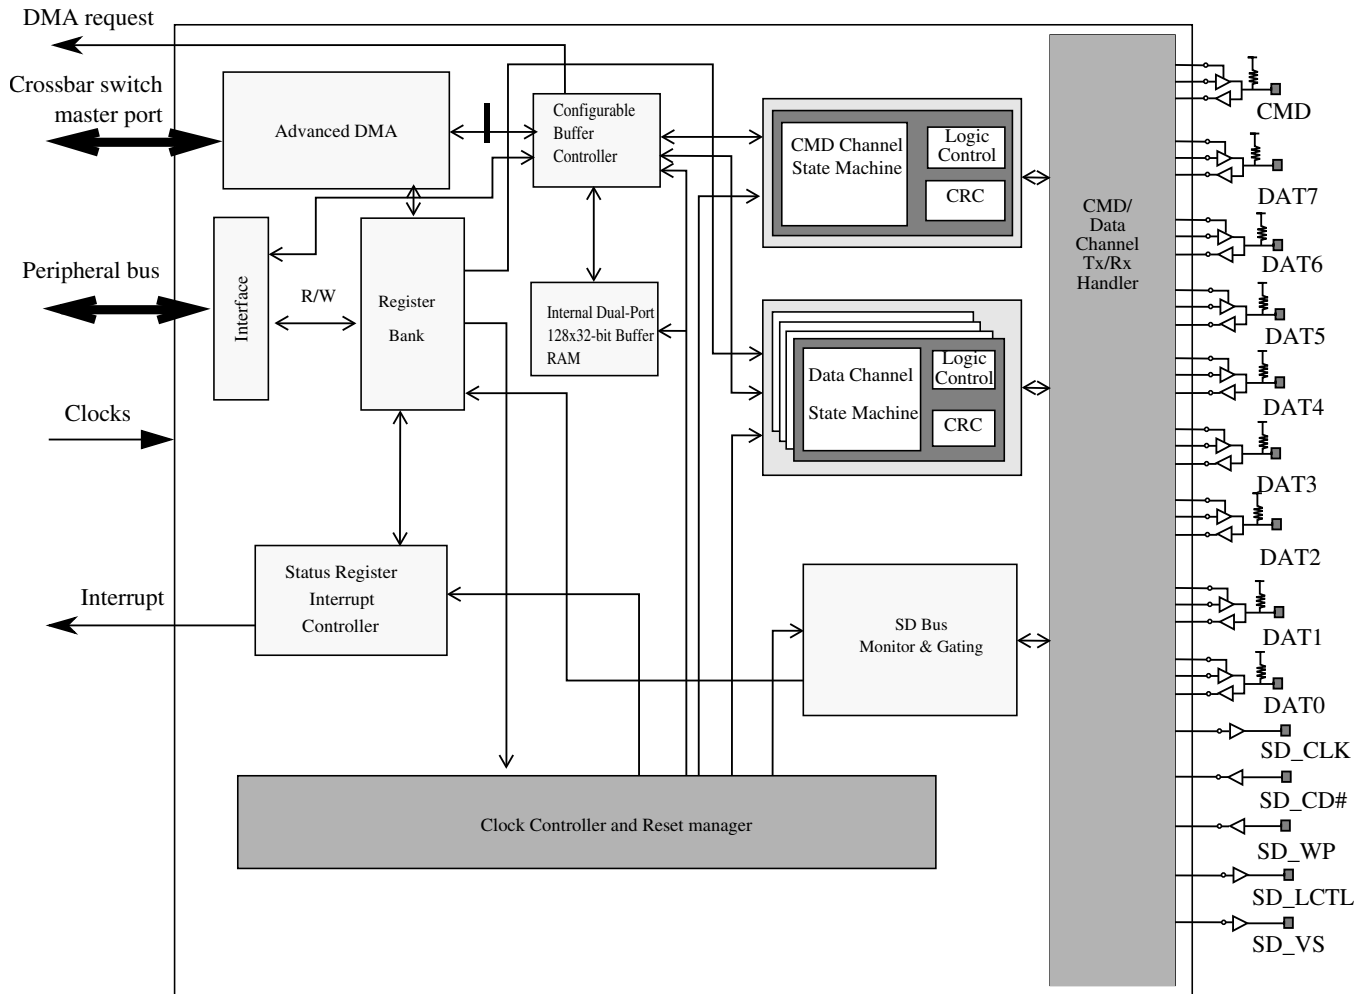 DMA request
Crossbar switch
master port
Peripheral bus
Clocks
Interrupt
Advanced DMA
Configurable
Buffer
Controller
Interface
R/W
Register
Bank
Internal Dual-Port
128x32-bit Buffer
RAM
Status Register
Interrupt
Controller
CMD Channel
State Machine
Logic
Control
CRC
Data Channel
State Machine
Logic
Control
CRC
SD Bus
Monitor & Gating
Clock Controller and Reset manager
CMD/
Data
Channel
Tx/Rx
Handler
CMD
DAT7
DAT6
DAT5
DAT4
DAT3
DAT2
DAT1
DAT0
SD_CLK
SD_CD#
SD_WP
SD_LCTL
SD_VS